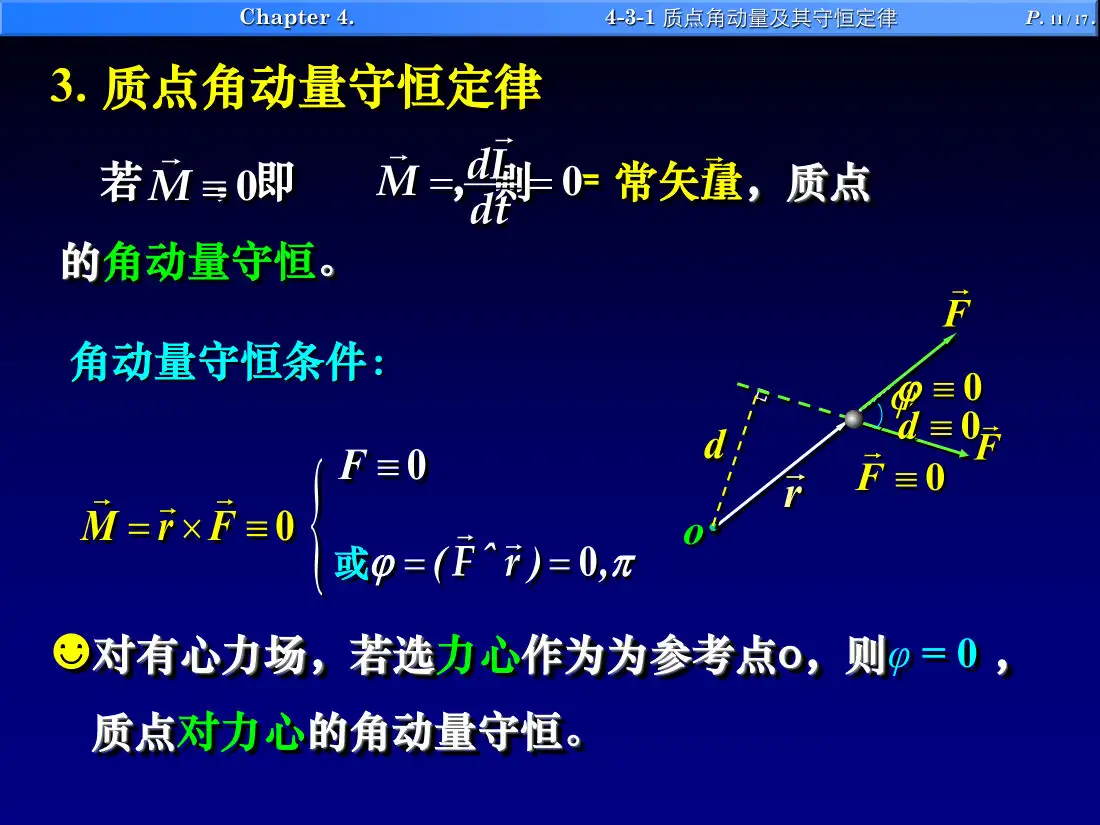 Chapter 4. 4-3-1 质点角动量及其守恒定律 P. 11 / 17 .
3. 质点角动量守恒定律
若 M⃗ ≡ 0 即 M⃗ = dL⃗/dt = 0 ，则 L⃗ = 常矢量，质点
的角动量守恒。
角动量守恒条件:
F ≡ 0
M⃗ = r⃗ × F⃗ ≡ 0
或φ = ( F⃗ ^ r⃗ ) = 0,π
F⃗
φ ≡ 0
φ
d ≡ 0
F⃗
F⃗ ≡ 0
d
r⃗
o
对有心力场，若选力心作为为参考点o，则φ = 0 ，
质点对力心的角动量守恒。